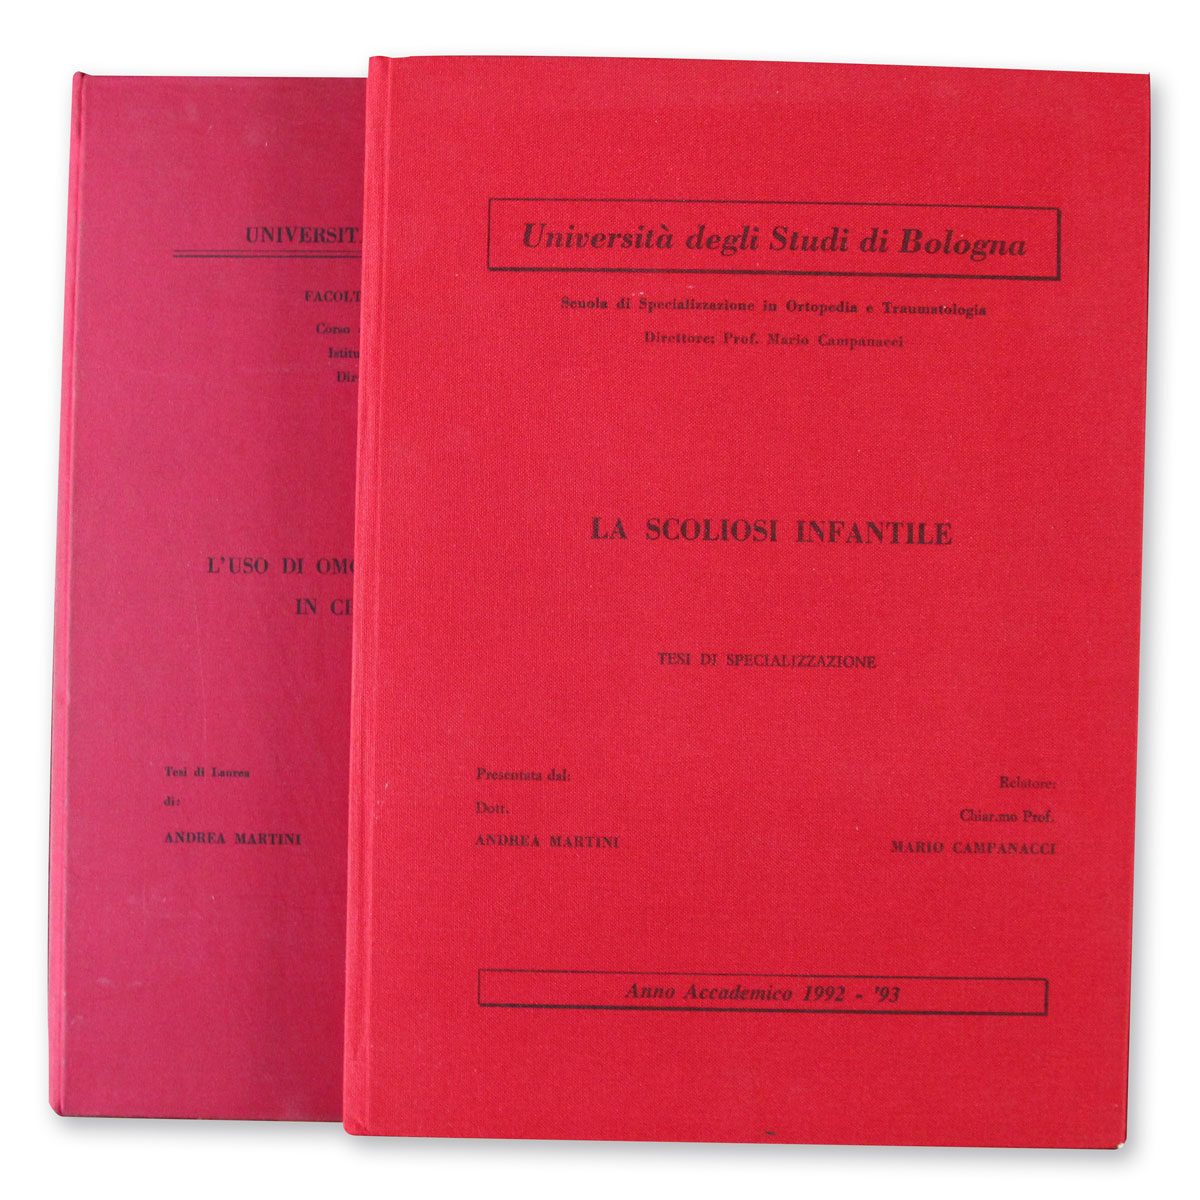 UNIVERSIT
FACOLT
Corso
Istitu
Dir
L'USO DI OMO
IN CI
Tesi di Laurea
di:
ANDREA MARTINI
Università degli Studi di Bologna
Scuola di Specializzazione in Ortopedia e Traumatologia
Direttore: Prof. Mario Campanacci
LA SCOLIOSI INFANTILE
TESI DI SPECIALIZZAZIONE
Presentata dal:
Dott.
ANDREA MARTINI
Relatore:
Chiar.mo Prof.
MARIO CAMPANACCI
Anno Accademico 1992 - '93